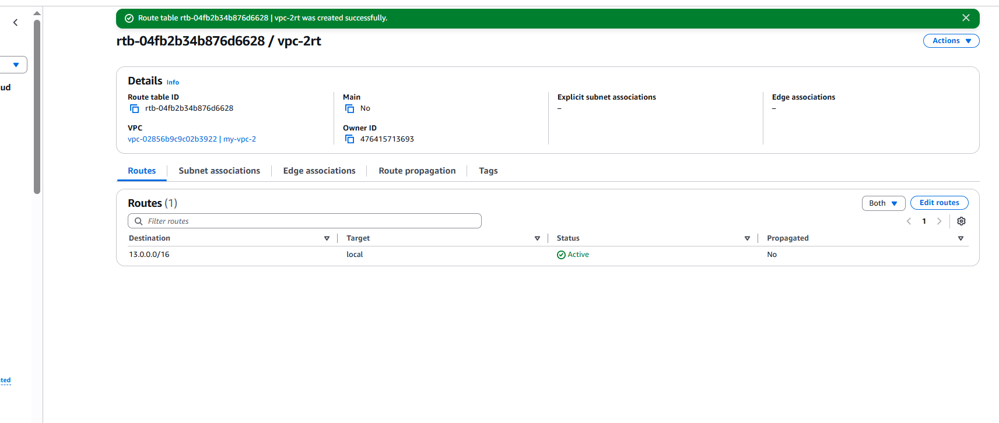 Route table rtb-04fb2b34b876d6628 | vpc-2rt was created successfully.
rtb-04fb2b34b876d6628 / vpc-2rt
Actions
ud
Details Info
Route table ID
rtb-04fb2b34b876d6628
Main
No
Explicit subnet associations
–
Edge associations
–
VPC
vpc-02856b9c9c02b3922 | my-vpc-2
Owner ID
476415713693
Routes
Subnet associations
Edge associations
Route propagation
Tags
Routes (1)
Both
Edit routes
Filter routes
1
Destination Target Status Propagated
13.0.0.0/16 local Active No
ted